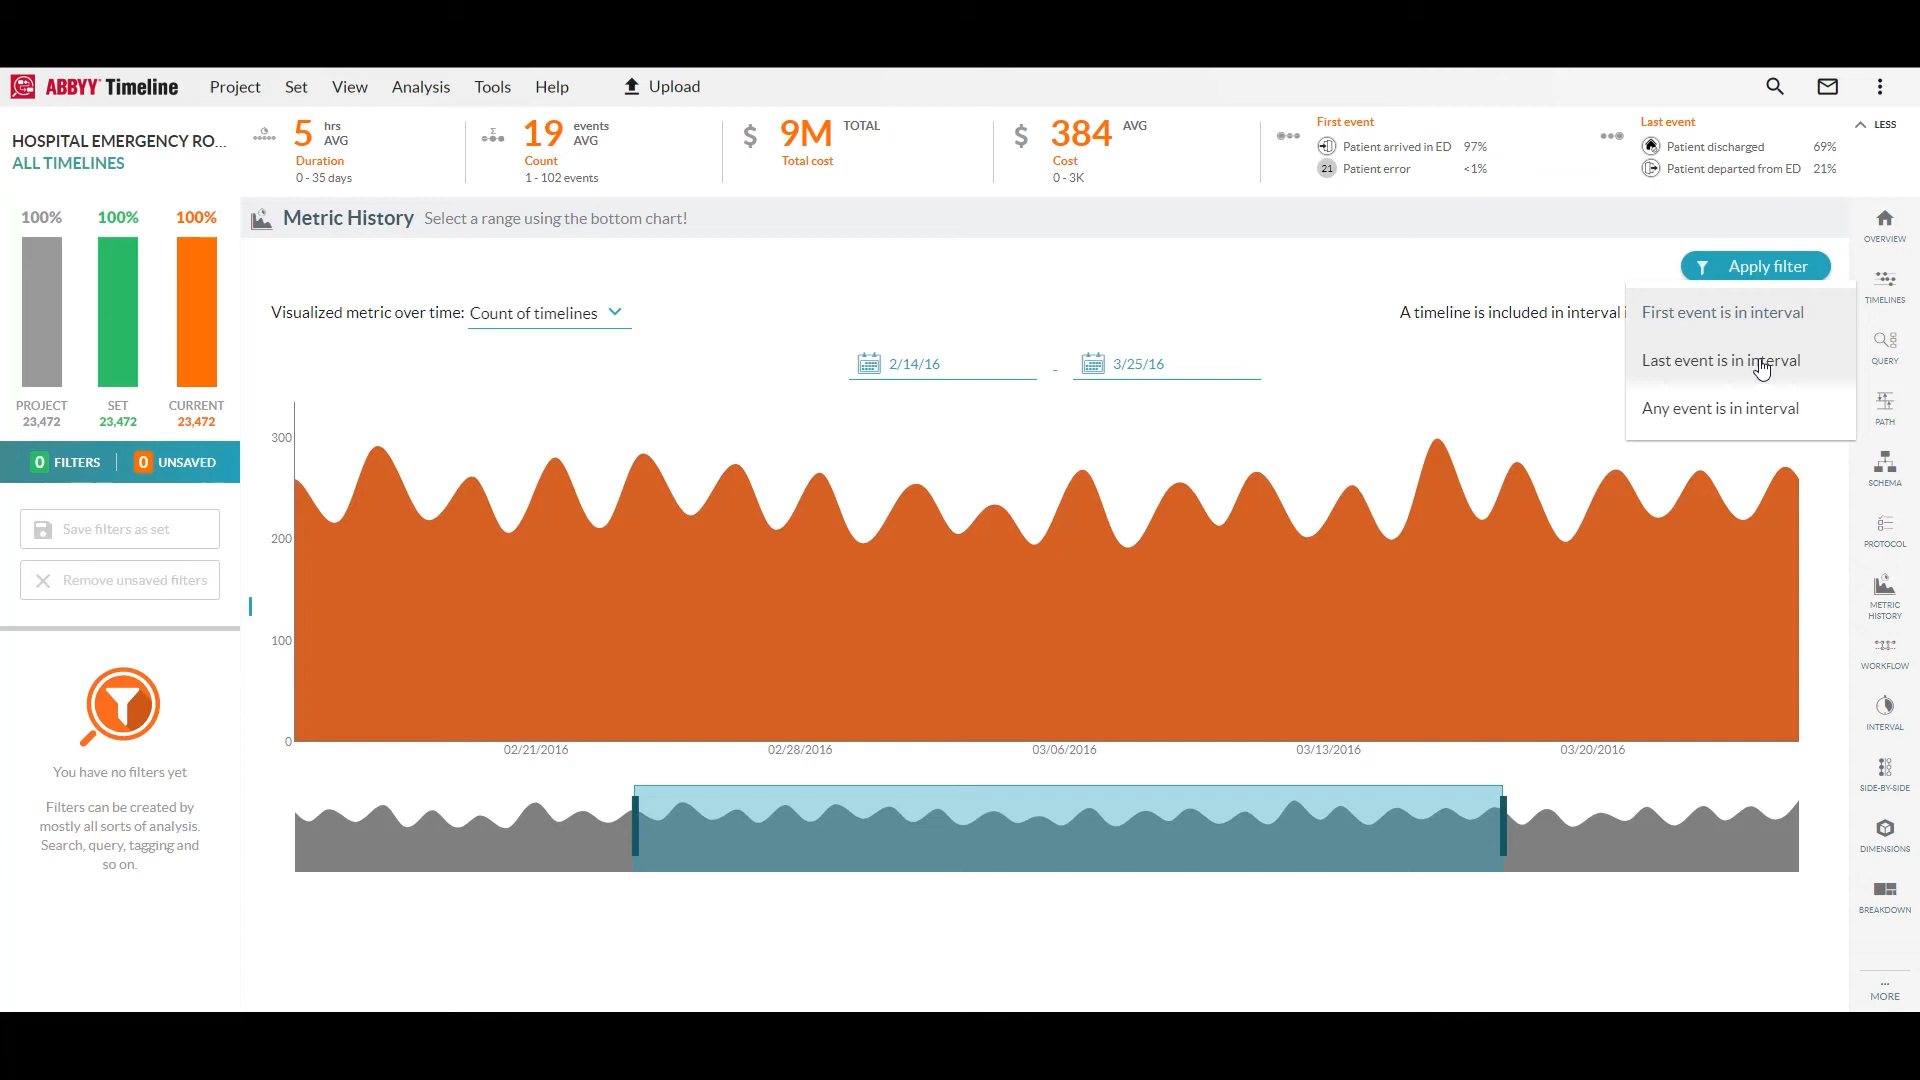 ABBYY Timeline
Project
Set
View
Analysis
Tools
Help
Upload
HOSPITAL EMERGENCY RO...
ALL TIMELINES
5 hrs AVG
Duration
0 - 35 days
19 events AVG
Count
1 - 102 events
$ 9M TOTAL
Total cost
$ 384 AVG
Cost
0 - 3K
First event
Patient arrived in ED 97%
21 Patient error <1%
Last event
Patient discharged 69%
Patient departed from ED 21%
LESS
100% 100% 100%
PROJECT SET CURRENT
23,472 23,472 23,472
0 FILTERS 0 UNSAVED
Save filters as set
Remove unsaved filters
You have no filters yet
Filters can be created by
mostly all sorts of analysis.
Search, query, tagging and
so on.
Metric History Select a range using the bottom chart!
Apply filter
Visualized metric over time: Count of timelines
A timeline is included in interval i
First event is in interval
Last event is in interval
Any event is in interval
2/14/16 - 3/25/16
300
200
100
0
02/21/2016 02/28/2016 03/06/2016 03/13/2016 03/20/2016
OVERVIEW
TIMELINES
QUERY
PATH
SCHEMA
PROTOCOL
METRIC
HISTORY
WORKFLOW
INTERVAL
SIDE-BY-SIDE
DIMENSIONS
BREAKDOWN
...
MORE